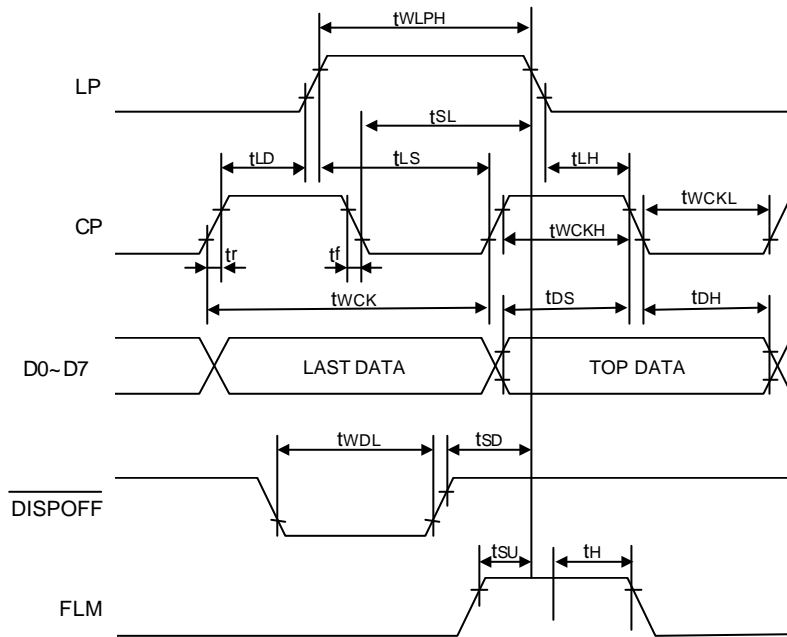 tWLPH
LP
tSL
tLD
tLS
tLH
tWCKL
CP
tWCKH
tr
tf
tWCK
tDS
tDH
D0~D7
LAST DATA
TOP DATA
tWDL
tSD
DISPOFF
tSU
tH
FLM